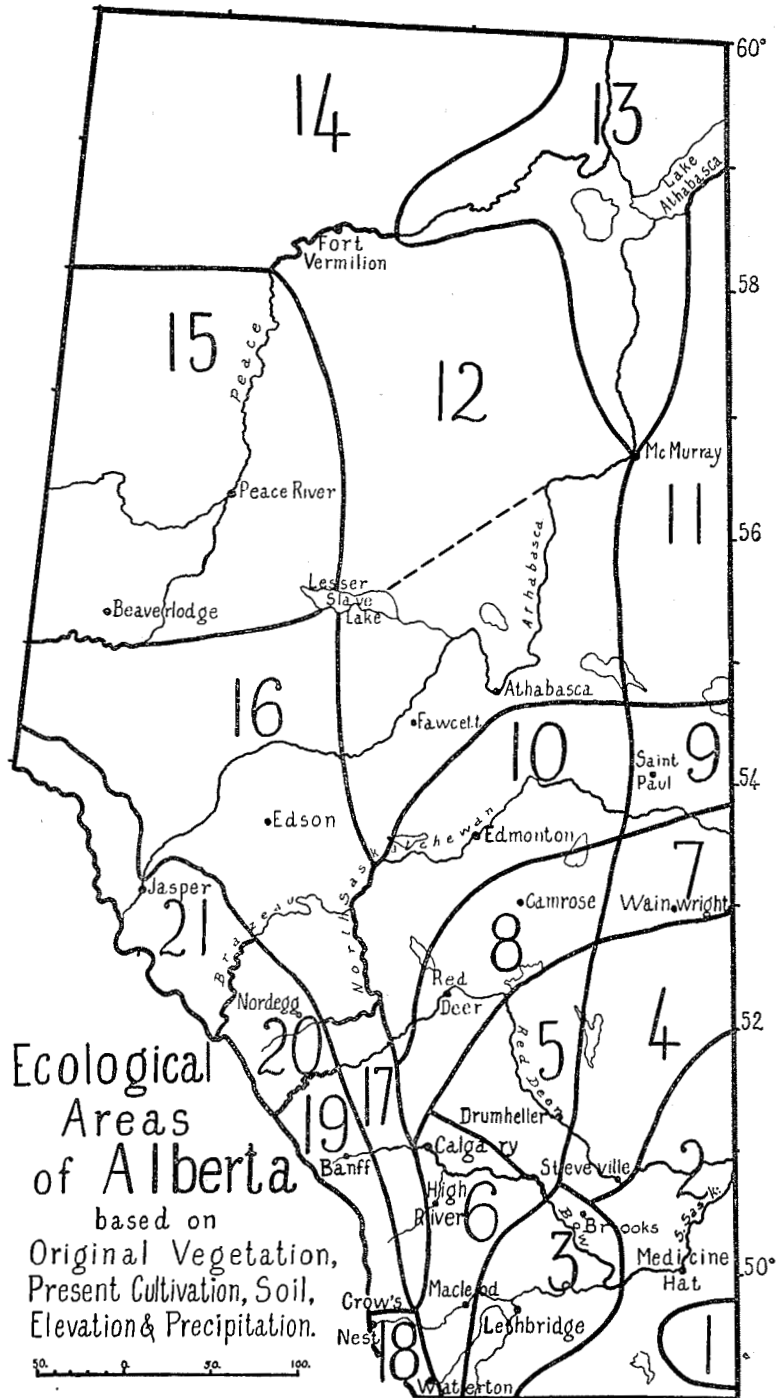 60°
14
13
Lake
Athabasca
Fort
Vermilion
58
15
Peace
12
McMurray
Peace River
11
56
Athabasca
Lesser
Slave
Lake
Beaverlodge
Athabasca
16
Fawcett
10
Saint
Paul
9
54
Edson
North Saskatchewan
Edmonton
7
Jasper
Camrose
Wainwright
21
Brazeau
8
Red
Deer
Nordegg
52
20
5
4
Red Deer
17
Ecological
Areas
of Alberta
based on
Original Vegetation,
Present Cultivation, Soil,
Elevation & Precipitation.
50. 0. 50. 100.
19
Drumheller
Banff
Calgary
Steveville
2
High
River
6
Bow
Brooks
S. Sask.
3
Medicine
Hat
50°
Crow's
Nest
Macleod
Lethbridge
18
1
Waterton